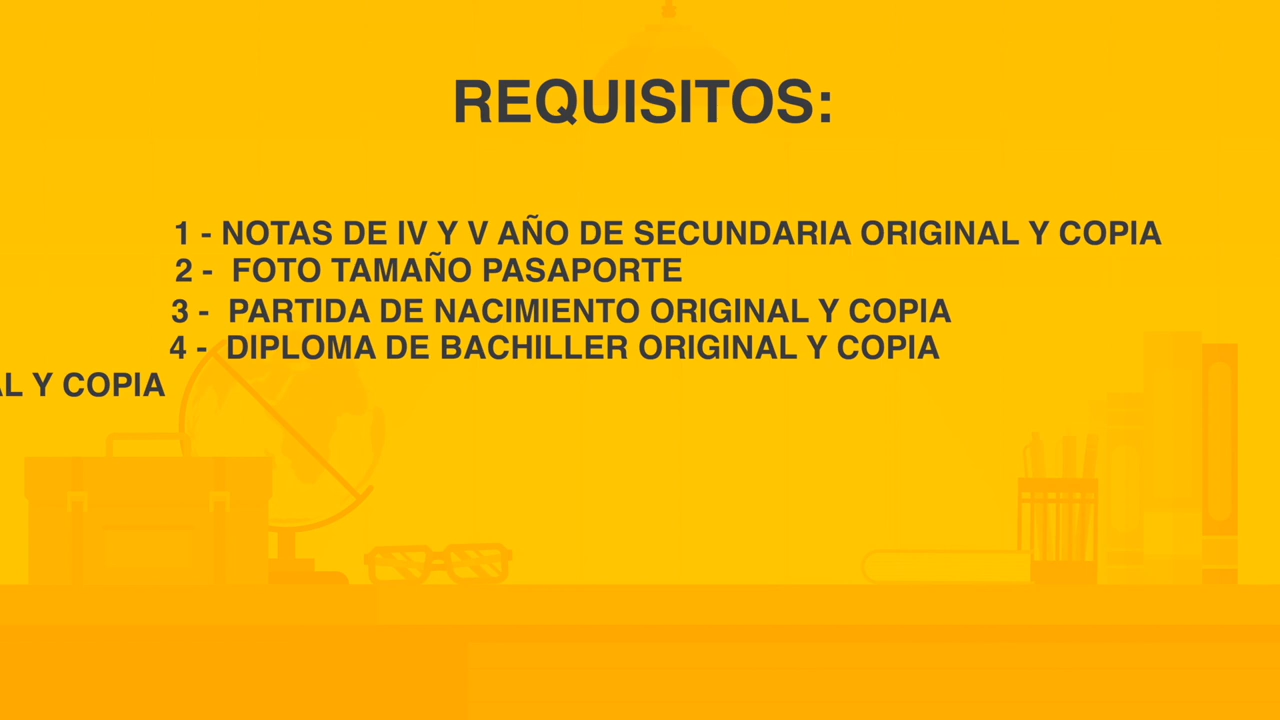 REQUISITOS:
1 - NOTAS DE IV Y V AÑO DE SECUNDARIA ORIGINAL Y COPIA
2 - FOTO TAMAÑO PASAPORTE
3 - PARTIDA DE NACIMIENTO ORIGINAL Y COPIA
4 - DIPLOMA DE BACHILLER ORIGINAL Y COPIA
Y COPIA